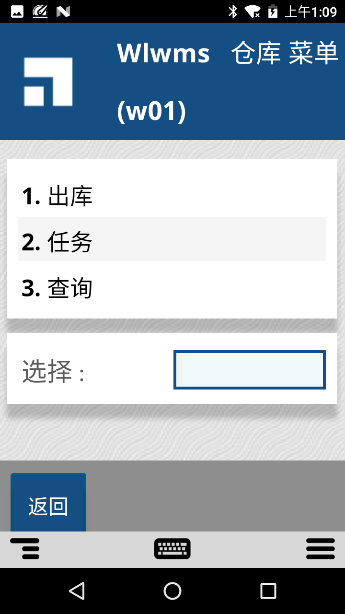 上午1:09
Wlwms 仓库 菜单
(w01)
1. 出库
2. 任务
3. 查询
选择 :
返回